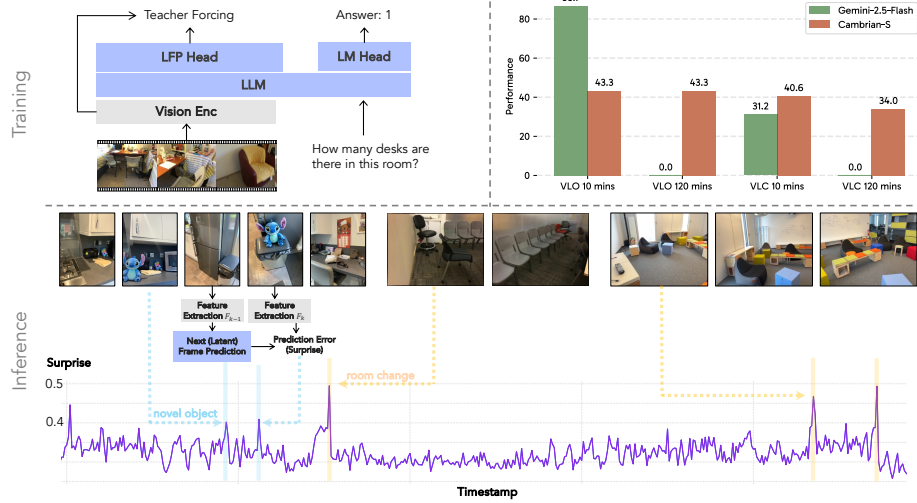 Training
Teacher Forcing
Answer: 1
LFP Head
LM Head
LLM
Vision Enc
How many desks are
there in this room?
Gemini-2.5-Flash
Cambrian-S
Performance
80
60
40
20
0
43.3
0.0
43.3
31.2
40.6
0.0
34.0
VLO 10 mins
VLO 120 mins
VLC 10 mins
VLC 120 mins
Inference
Feature
Extraction F_{k-1}
Feature
Extraction F_k
Next (Latent)
Frame Prediction
Prediction Error
(Surprise)
Surprise
0.5
0.4
novel object
room change
Timestamp